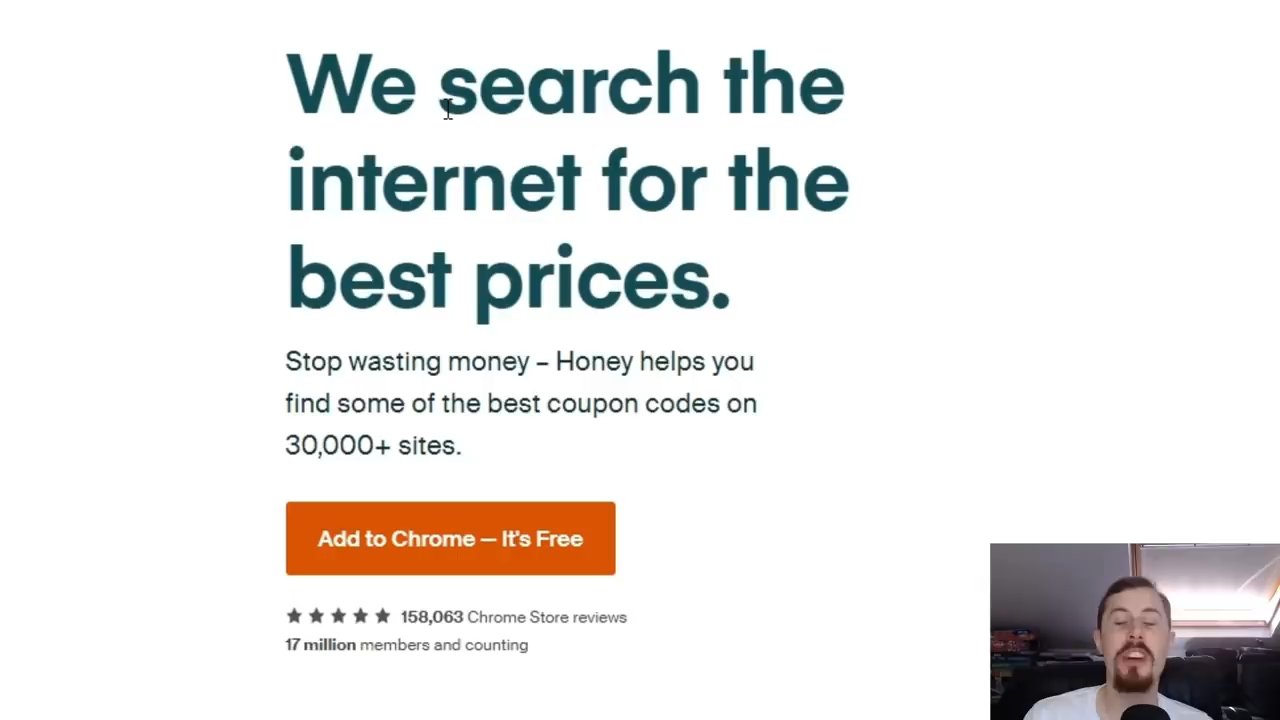 We search the
internet for the
best prices.
Stop wasting money – Honey helps you
find some of the best coupon codes on
30,000+ sites.
Add to Chrome — It's Free
158,063 Chrome Store reviews
17 million members and counting